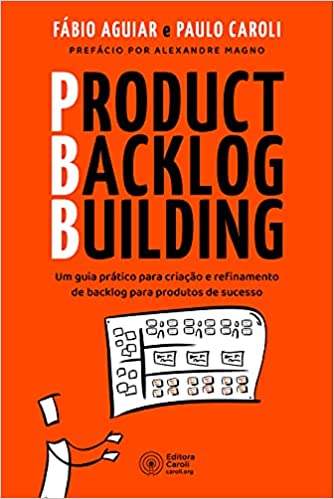 FÁBIO AGUIAR e PAULO CAROLI
PREFÁCIO POR ALEXANDRE MAGNO
PRODUCT
BACKLOG
BUILDING
Um guia prático para criação e refinamento
de backlog para produtos de sucesso
Editora
Caroli
caroli.org